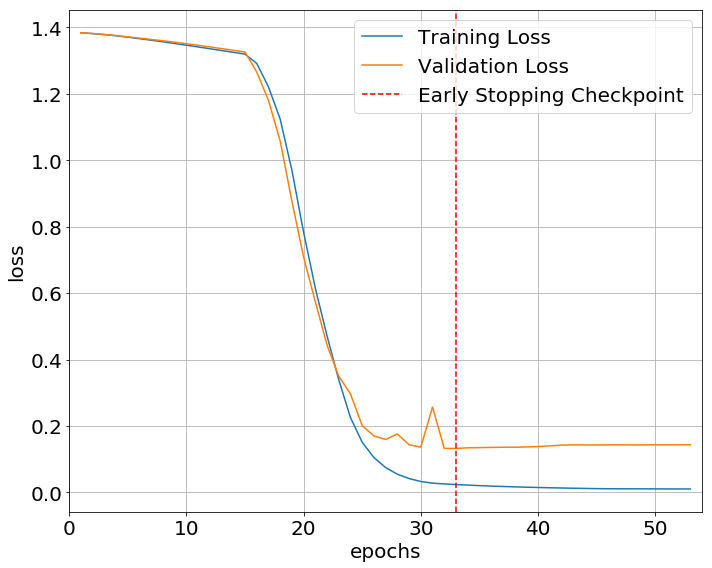 1.4
1.2
1.0
0.8
0.6
0.4
0.2
0.0
loss
Training Loss
Validation Loss
Early Stopping Checkpoint
0 10 20 30 40 50
epochs